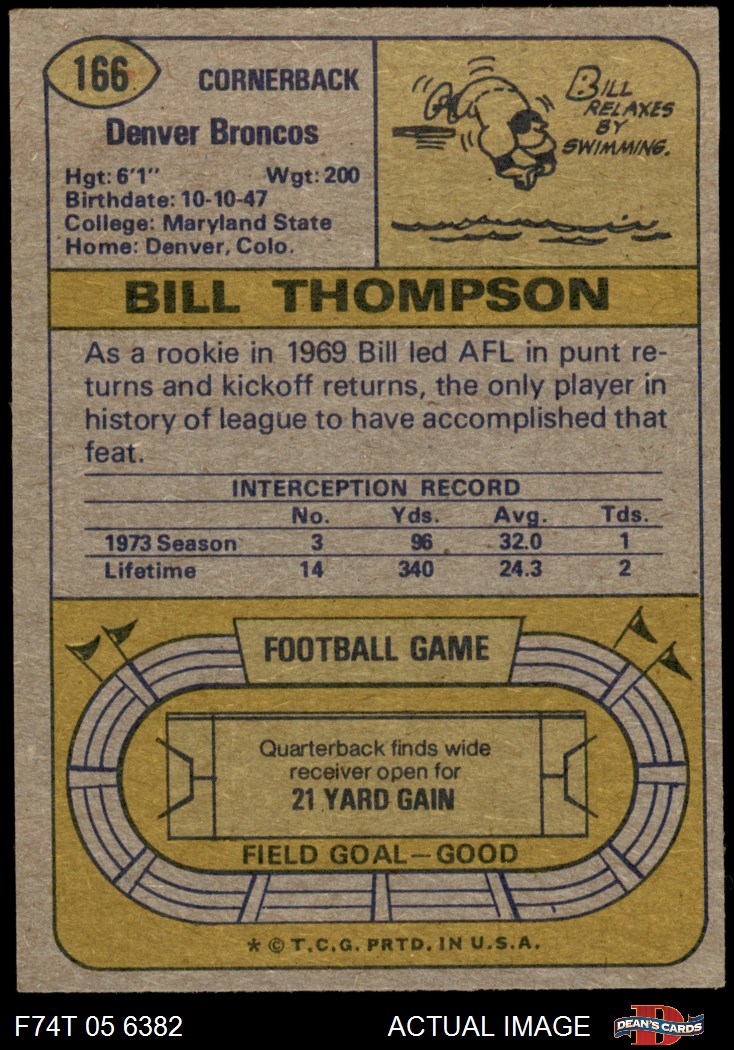 166
CORNERBACK
Denver Broncos
Hgt: 6'1" Wgt: 200
Birthdate: 10-10-47
College: Maryland State
Home: Denver, Colo.
BILL
RELAXES
BY
SWIMMING.
BILL THOMPSON
As a rookie in 1969 Bill led AFL in punt re-
turns and kickoff returns, the only player in
history of league to have accomplished that
feat.
INTERCEPTION RECORD
No. Yds. Avg. Tds.
1973 Season 3 96 32.0 1
Lifetime 14 340 24.3 2
FOOTBALL GAME
Quarterback finds wide
receiver open for
21 YARD GAIN
FIELD GOAL—GOOD
* © T.C.G. PRTD. IN U.S.A.
F74T 05 6382 ACTUAL IMAGE
D
DEAN'S CARDS